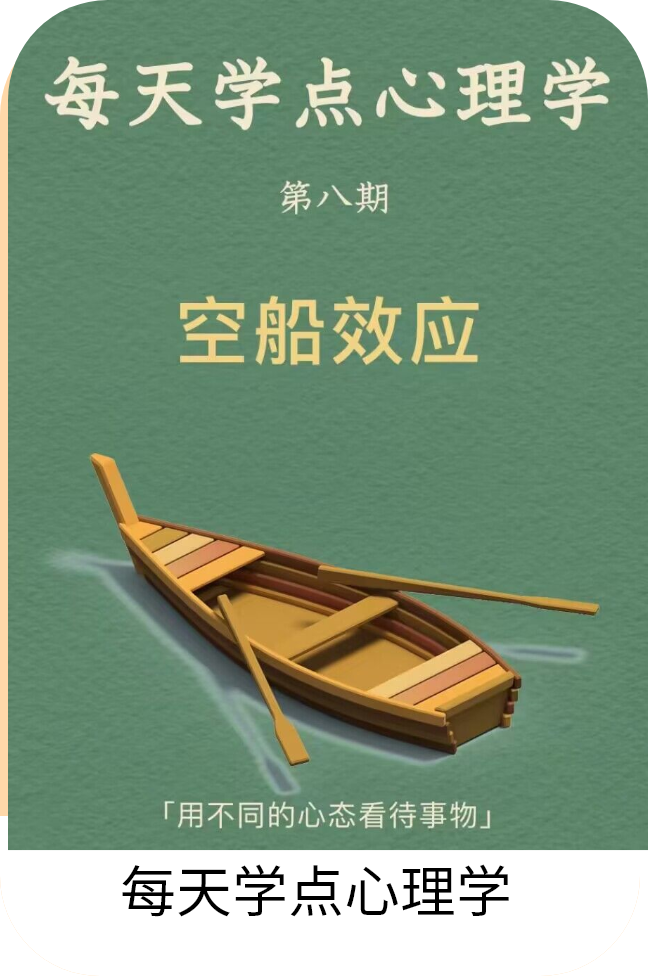 每天学点心理学
第八期
空船效应
「用不同的心态看待事物」
每天学点心理学